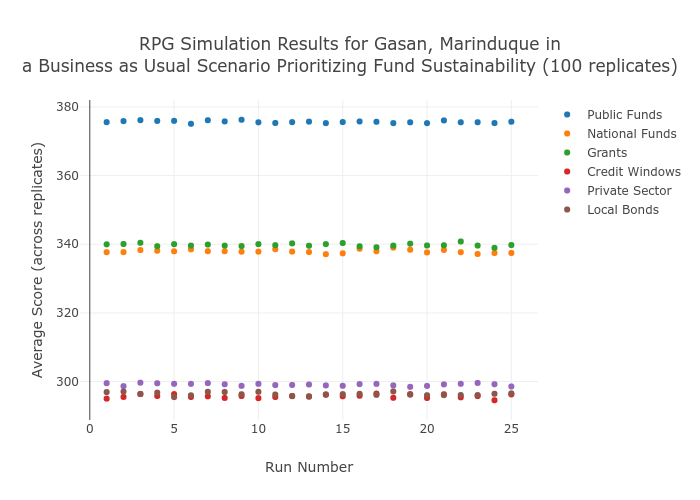 RPG Simulation Results for Gasan, Marinduque in
a Business as Usual Scenario Prioritizing Fund Sustainability (100 replicates)
380
360
340
320
300
Average Score (across replicates)
0
5
10
15
20
25
Run Number
Public Funds
National Funds
Grants
Credit Windows
Private Sector
Local Bonds